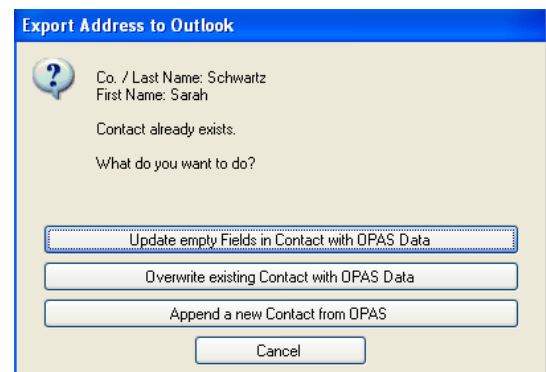 Export Address to Outlook
Co. / Last Name: Schwartz
First Name: Sarah
Contact already exists.
What do you want to do?
Update empty Fields in Contact with OPAS Data
Overwrite existing Contact with OPAS Data
Append a new Contact from OPAS
Cancel